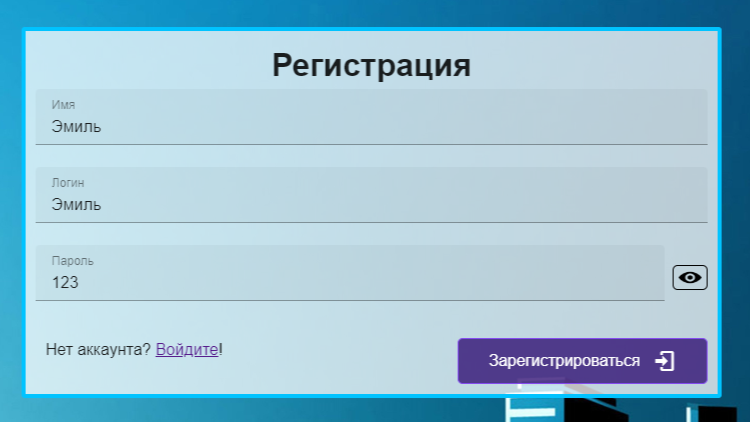 Регистрация
Имя
Эмиль
Логин
Эмиль
Пароль
123
Нет аккаунта? Войдите!
Зарегистрироваться